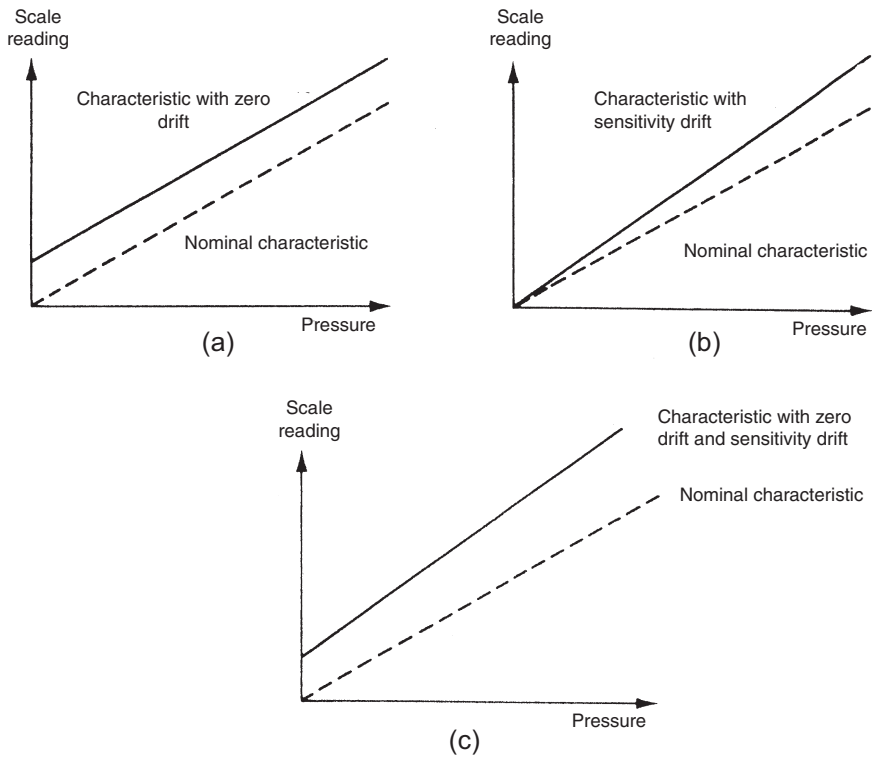 Scale
reading
Characteristic with zero
drift
Nominal characteristic
Pressure
(a)
Scale
reading
Characteristic with
sensitivity drift
Nominal characteristic
Pressure
(b)
Scale
reading
Characteristic with zero
drift and sensitivity drift
Nominal characteristic
Pressure
(c)